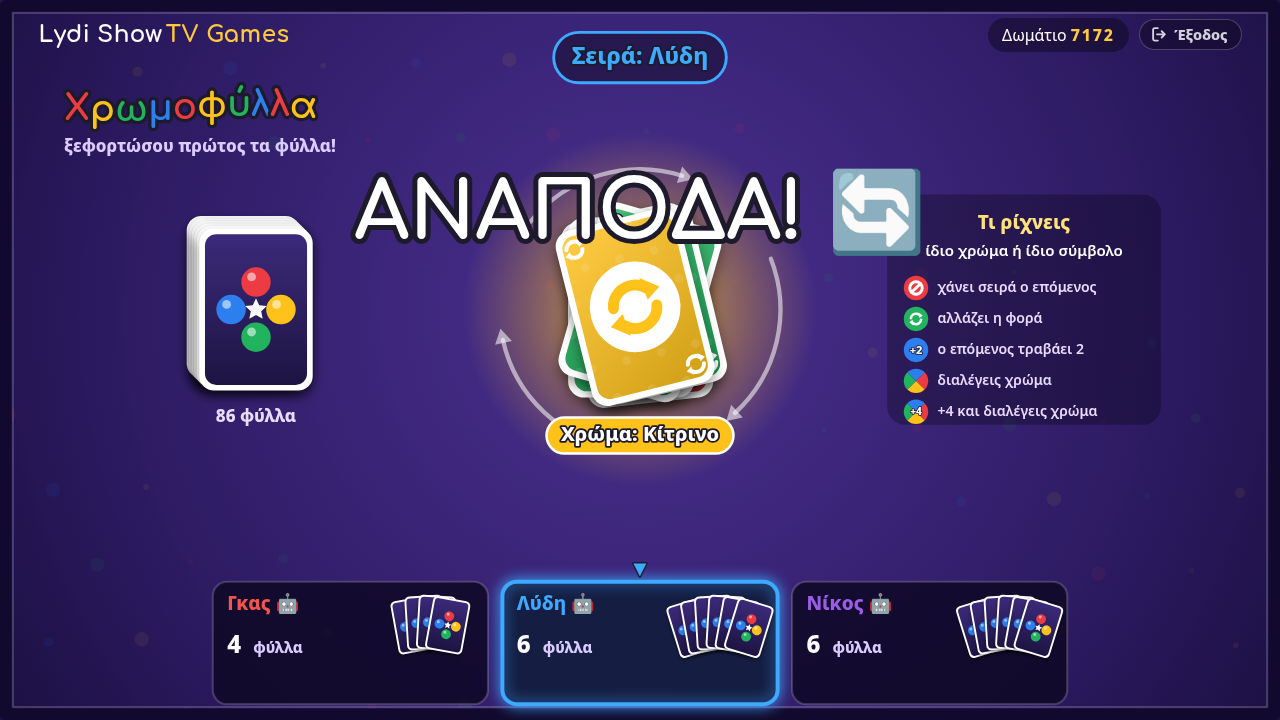 Lydi Show TV Games
Σειρά: Λύδη
Δωμάτιο 7172
Έξοδος
Χρωμοφύλλα
ξεφορτώσου πρώτος τα φύλλα!
ΑΝΑΠΟΔΑ!
86 φύλλα
Χρώμα: Κίτρινο
Τι ρίχνεις
ίδιο χρώμα ή ίδιο σύμβολο
χάνει σειρά ο επόμενος
αλλάζει η φορά
+2 ο επόμενος τραβάει 2
διαλέγεις χρώμα
+4 +4 και διαλέγεις χρώμα
Γκας
4 φύλλα
Λύδη
6 φύλλα
Νίκος
6 φύλλα